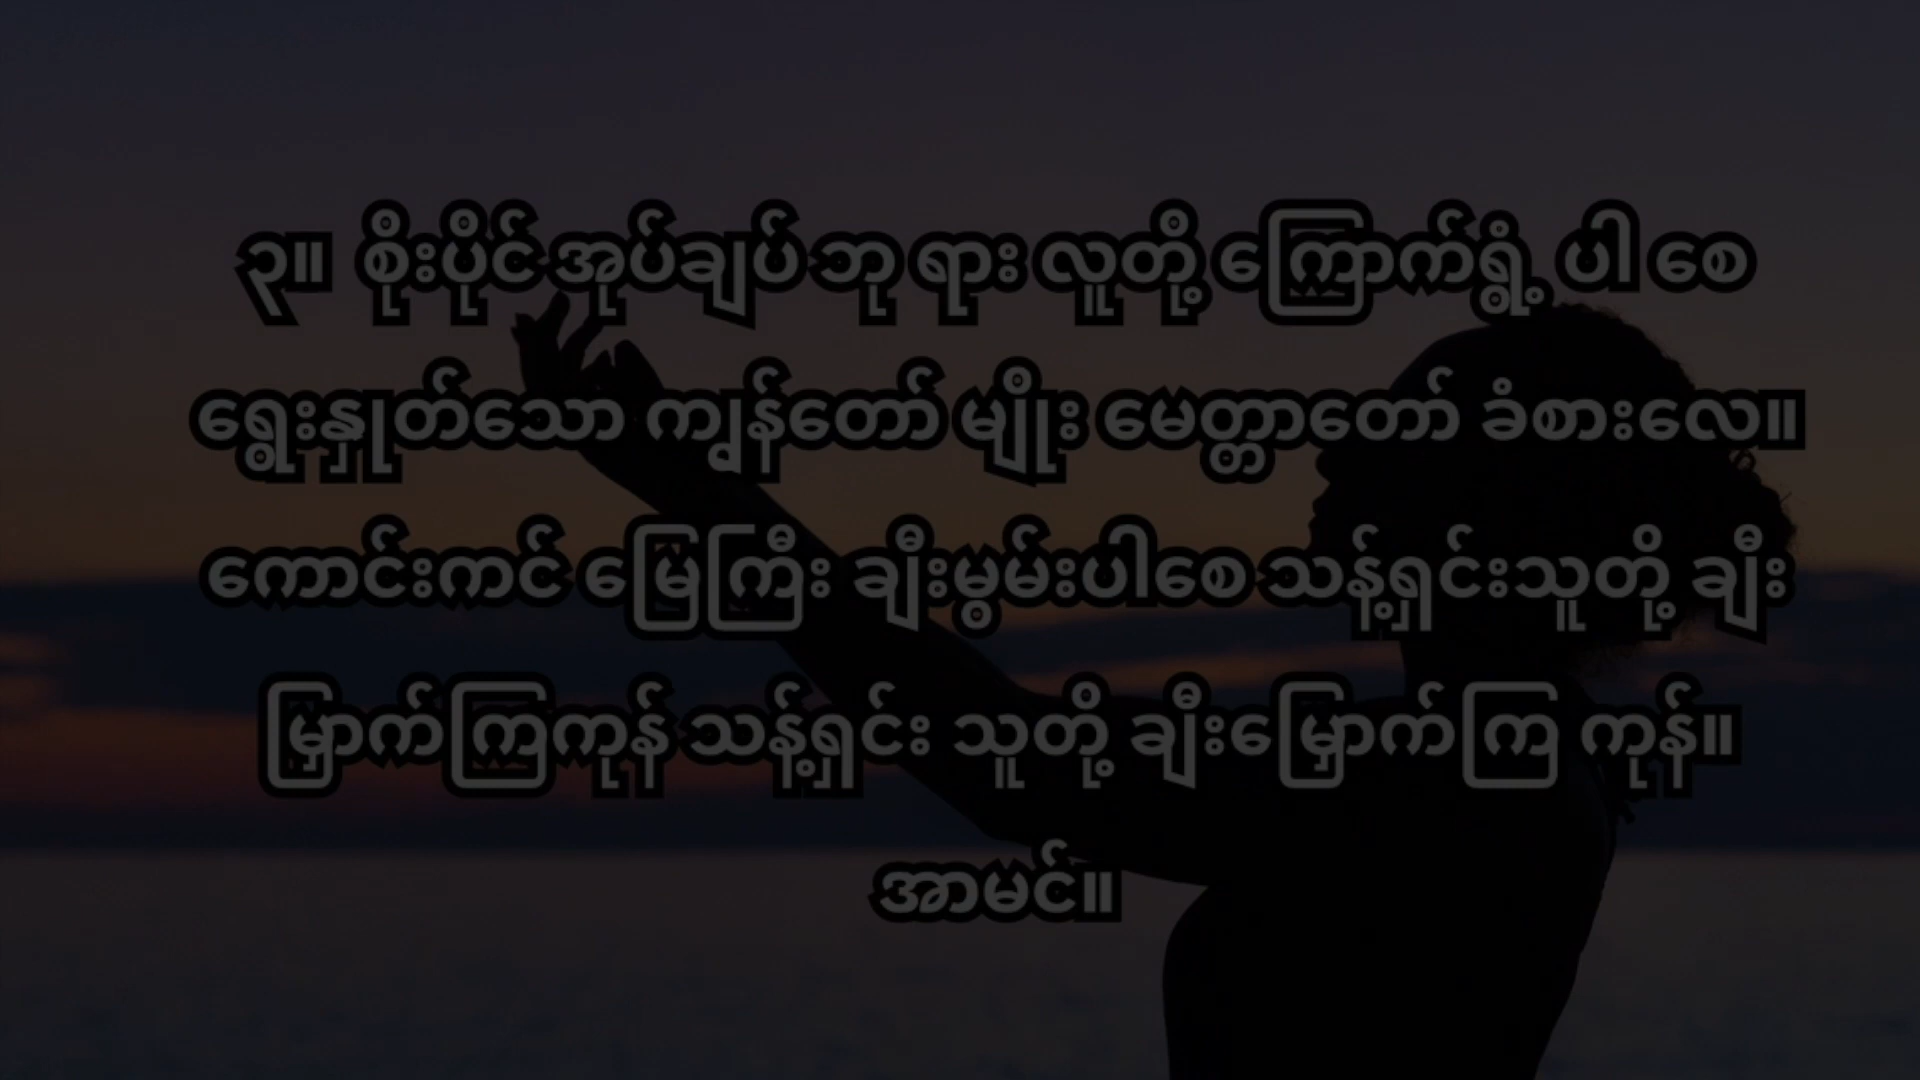 ၃။ စိုးပိုင်အုပ်ချုပ်ဘုရားလူတို့ကြောက်ရွံ့ ပါစေ
ရွေးနှုတ်သော ကျွန်တော်မျိုး မေတ္တာတော် ခံစားလေ။
ကောင်းကင်မြေကြီး ချီးမွမ်းပါစေသန့်ရှင်းသူတို့ ချီး
မြှာက်ကြကုန်သန့်ရှင်း သူတို့ ချီးမြှောက်ကြ ကုန်။
အာမင်။